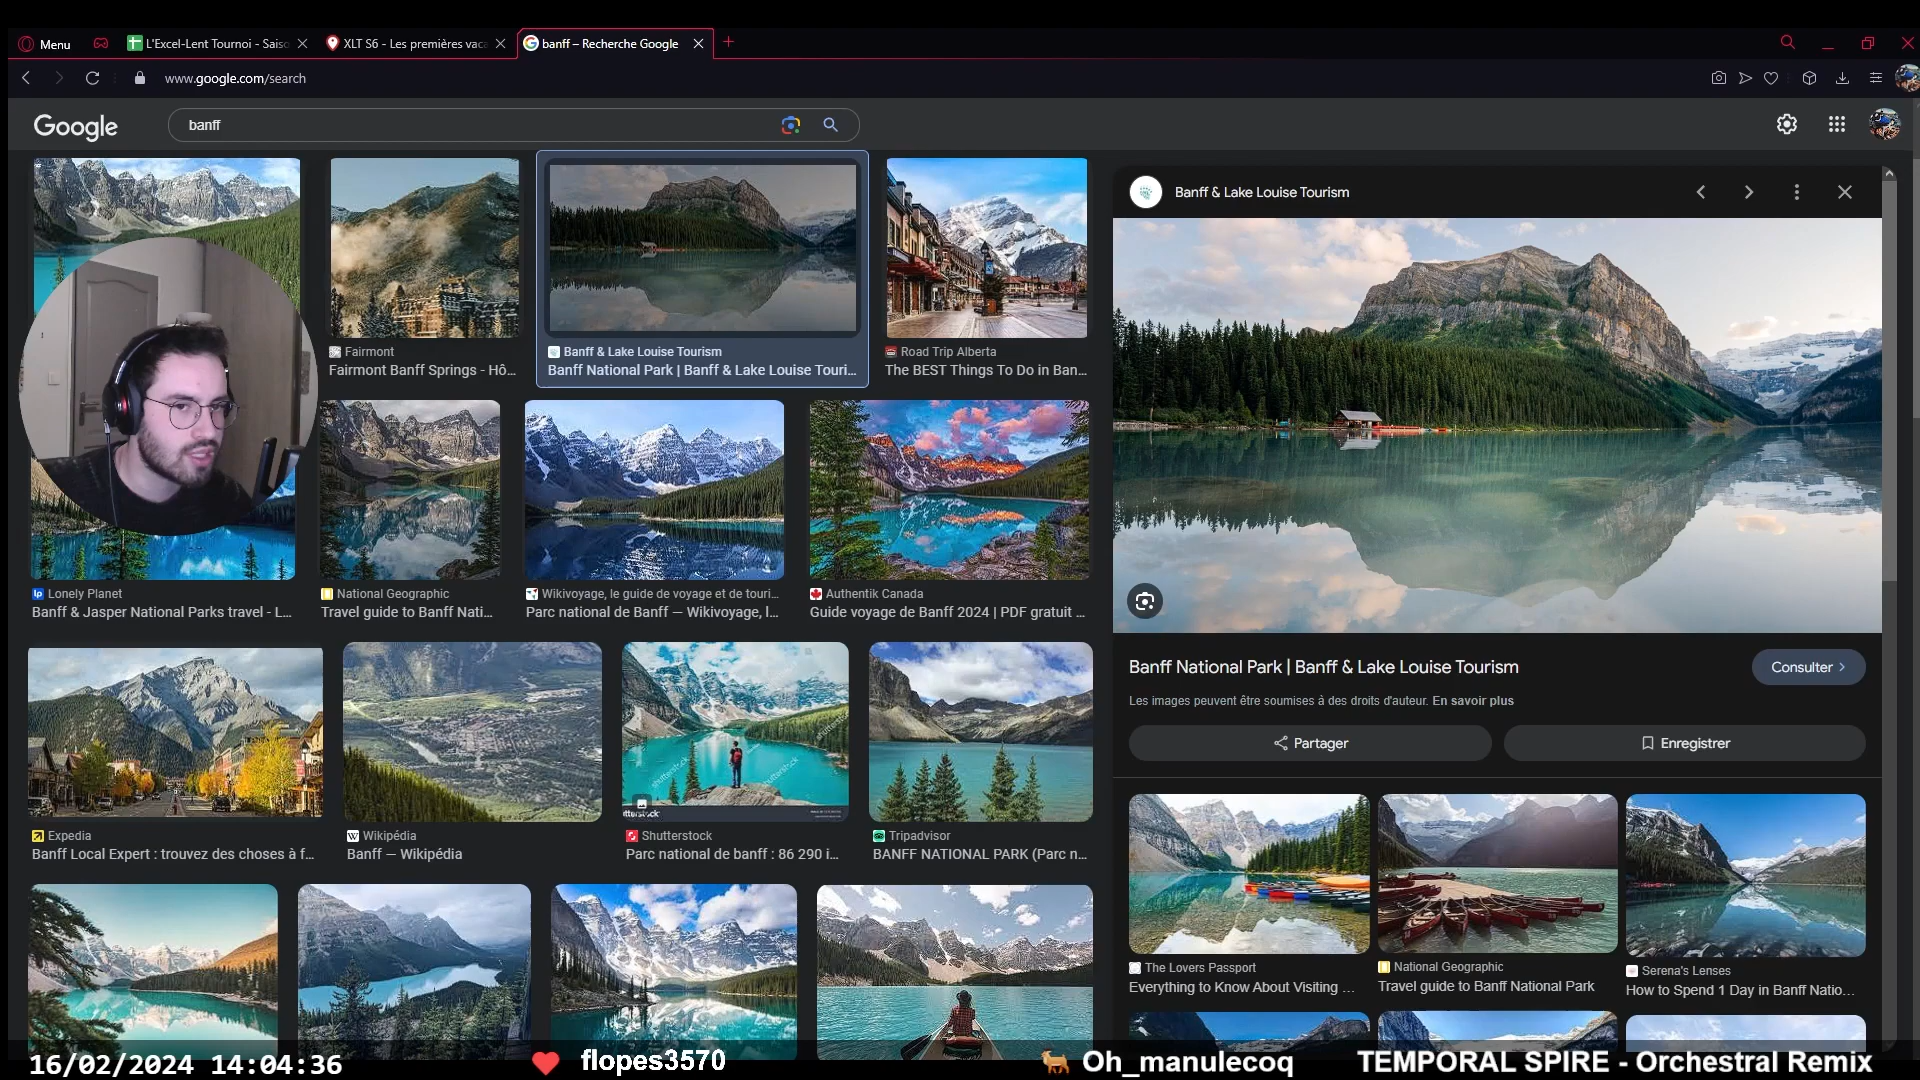 Menu
L'Excel-Lent Tournoi - Saiso
XLT S6 - Les premières vaca
banff – Recherche Google
www.google.com/search
Google
banff
Fairmont
Fairmont Banff Springs - Hô...
Banff & Lake Louise Tourism
Banff National Park | Banff & Lake Louise Touri...
Road Trip Alberta
The BEST Things To Do in Ban...
Lonely Planet
Banff & Jasper National Parks travel - L...
National Geographic
Travel guide to Banff Nati...
Wikivoyage, le guide de voyage et de touri...
Parc national de Banff — Wikivoyage, l...
Authentik Canada
Guide voyage de Banff 2024 | PDF gratuit ...
Expedia
Banff Local Expert : trouvez des choses à f...
Wikipédia
Banff — Wikipédia
Shutterstock
Parc national de banff : 86 290 i...
Tripadvisor
BANFF NATIONAL PARK (Parc n...
Banff & Lake Louise Tourism
Banff National Park | Banff & Lake Louise Tourism
Consulter
Les images peuvent être soumises à des droits d'auteur. En savoir plus
Partager
Enregistrer
The Lovers Passport
Everything to Know About Visiting ...
National Geographic
Travel guide to Banff National Park
Serena's Lenses
How to Spend 1 Day in Banff Natio...
16/02/2024 14:04:36
flopes3570
Oh_manulecoq
TEMPORAL SPIRE - Orchestral Remix